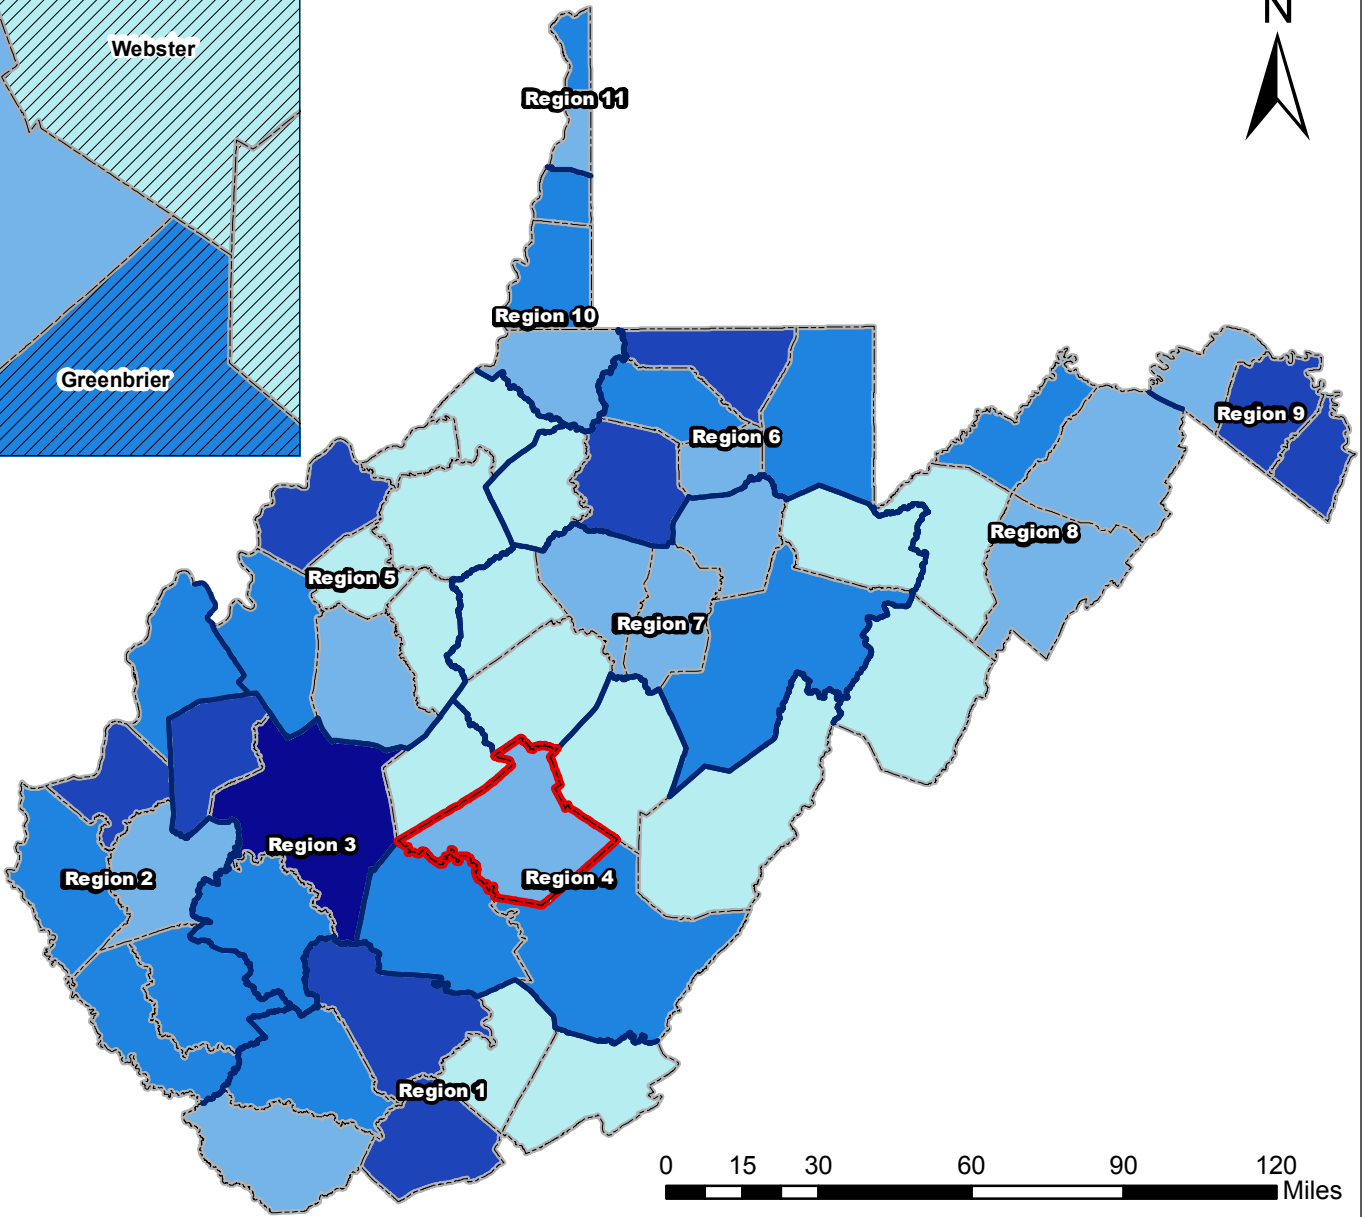 N
Webster
Region 11
Region 10
Greenbrier
Region 9
Region 6
Region 8
Region 5
Region 7
Region 3
Region 2
Region 4
Region 1
0 15 30 60 90 120
Miles